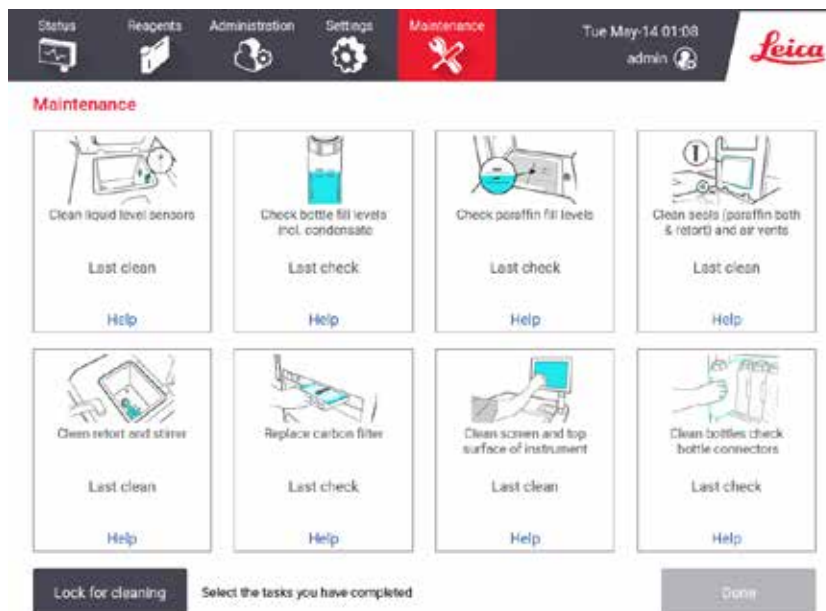 Status Reagents Administration Settings Maintenance
Tue May-14 01:08
admin
Leica
Maintenance
Clean liquid level sensors
Last clean
Help
Check bottle fill levels
incl. condensate
Last check
Help
Check paraffin fill levels
Last check
Help
Clean seals (paraffin bath
& retort) and air vents
Last clean
Help
Clean retort and stirrer
Last clean
Help
Replace carbon filter
Last check
Help
Clean screen and top
surface of instrument
Last clean
Help
Clean bottles check
bottle connectors
Last check
Help
Lock for cleaning
Select the tasks you have completed
Done